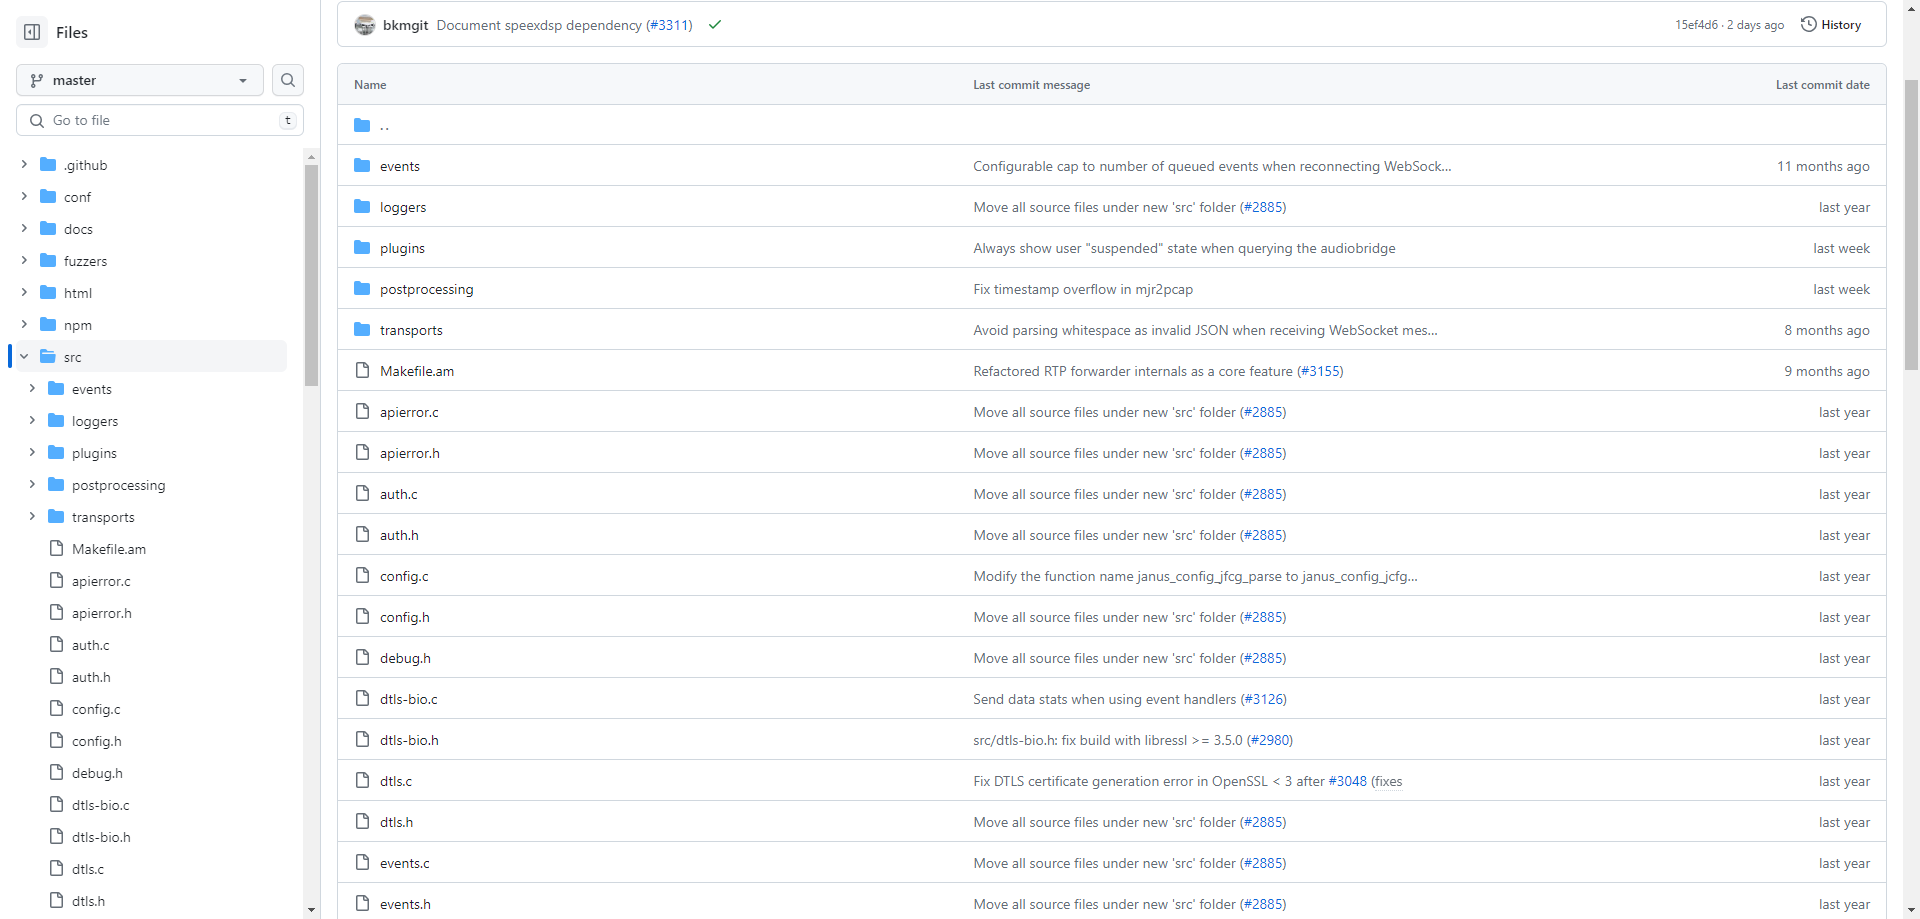 Files
master
Go to file
t
.github
conf
docs
fuzzers
html
npm
src
events
loggers
plugins
postprocessing
transports
Makefile.am
apierror.c
apierror.h
auth.c
auth.h
config.c
config.h
debug.h
dtls-bio.c
dtls-bio.h
dtls.c
dtls.h
bkmgit Document speexdsp dependency (#3311) 15ef4d6 · 2 days ago History
Name Last commit message Last commit date
..
events Configurable cap to number of queued events when reconnecting WebSock... 11 months ago
loggers Move all source files under new 'src' folder (#2885) last year
plugins Always show user "suspended" state when querying the audiobridge last week
postprocessing Fix timestamp overflow in mjr2pcap last week
transports Avoid parsing whitespace as invalid JSON when receiving WebSocket mes... 8 months ago
Makefile.am Refactored RTP forwarder internals as a core feature (#3155) 9 months ago
apierror.c Move all source files under new 'src' folder (#2885) last year
apierror.h Move all source files under new 'src' folder (#2885) last year
auth.c Move all source files under new 'src' folder (#2885) last year
auth.h Move all source files under new 'src' folder (#2885) last year
config.c Modify the function name janus_config_jfcg_parse to janus_config_jcfg... last year
config.h Move all source files under new 'src' folder (#2885) last year
debug.h Move all source files under new 'src' folder (#2885) last year
dtls-bio.c Send data stats when using event handlers (#3126) last year
dtls-bio.h src/dtls-bio.h: fix build with libressl >= 3.5.0 (#2980) last year
dtls.c Fix DTLS certificate generation error in OpenSSL < 3 after #3048 (fixes last year
dtls.h Move all source files under new 'src' folder (#2885) last year
events.c Move all source files under new 'src' folder (#2885) last year
events.h Move all source files under new 'src' folder (#2885) last year